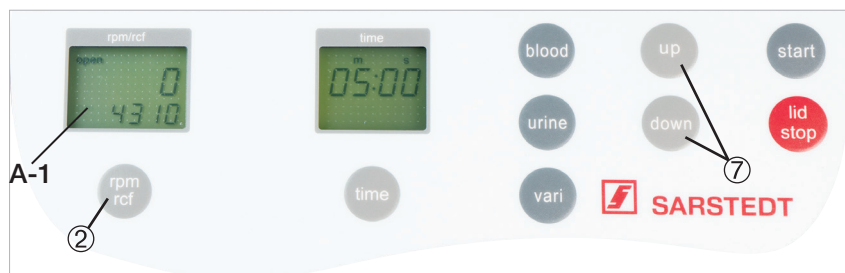 rpm/rcf
open
0
4310.
A-1
rpm
rcf
②
time
m s
05:00
time
blood
urine
vari
up
down
⑦
start
lid
stop
SARSTEDT